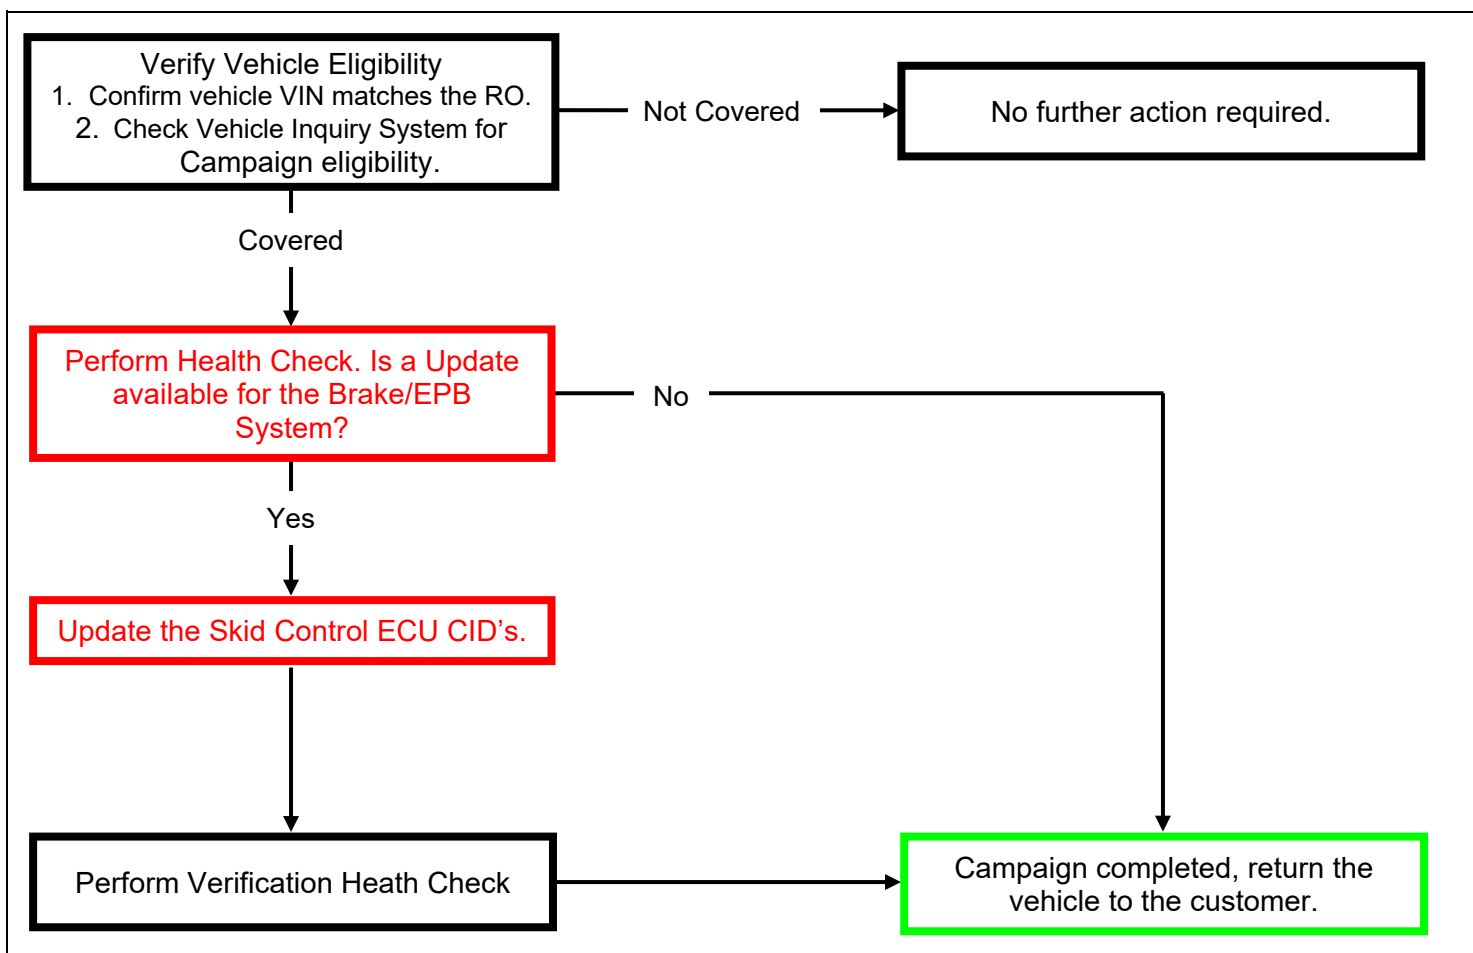 Verify Vehicle Eligibility
1. Confirm vehicle VIN matches the RO.
2. Check Vehicle Inquiry System for
Campaign eligibility.
Not Covered
No further action required.
Covered
Perform Health Check. Is a Update
available for the Brake/EPB
System?
No
Yes
Update the Skid Control ECU CID’s.
Perform Verification Heath Check
Campaign completed, return the
vehicle to the customer.